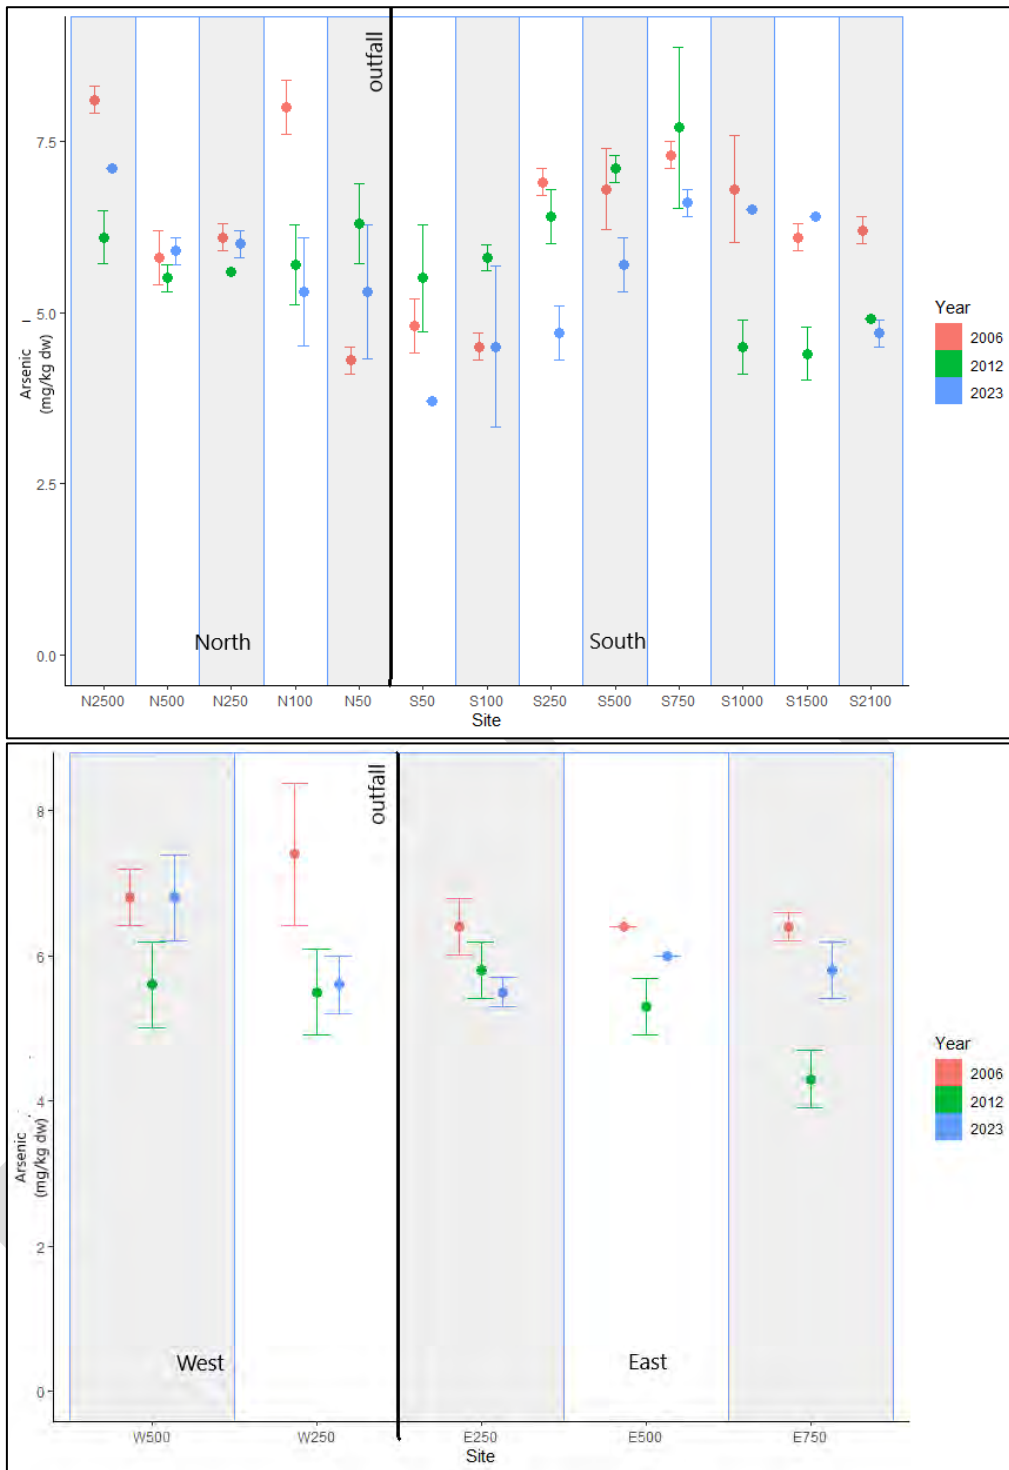 outfall
7.5
5.0
2.5
0.0
Arsenic
(mg/kg dw)
North
South
N2500 N500 N250 N100 N50 S50 S100 S250 S500 S750 S1000 S1500 S2100
Site
Year
2006
2012
2023
outfall
8
6
4
2
0
Arsenic
(mg/kg dw)
West
East
W500 W250 E250 E500 E750
Site
Year
2006
2012
2023